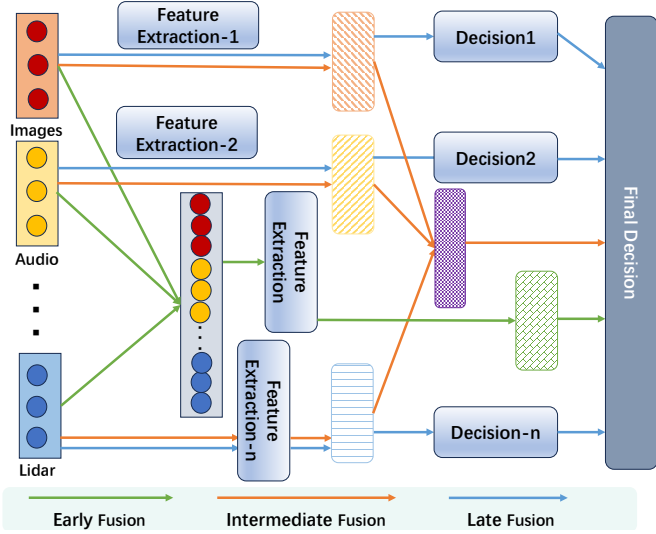 Feature
Extraction-1
Decision1
Images
Feature
Extraction-2
Decision2
Audio
Feature
Extraction
Final Decision
Feature
Extraction-n
Decision-n
Lidar
Early Fusion
Intermediate Fusion
Late Fusion